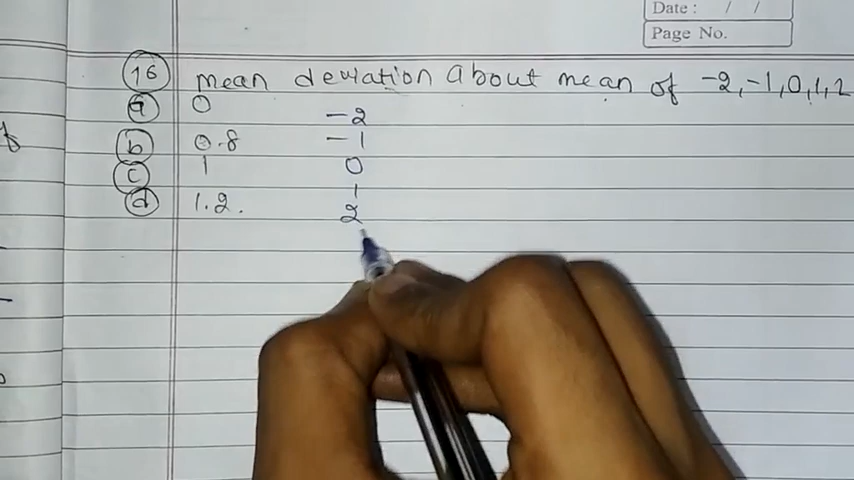 Date : / /
Page No.
16 mean deviation About mean of -2, -1, 0, 1, 2
a 0
b 0.8
c 1
d 1.2.
-2
-1
0
1
2